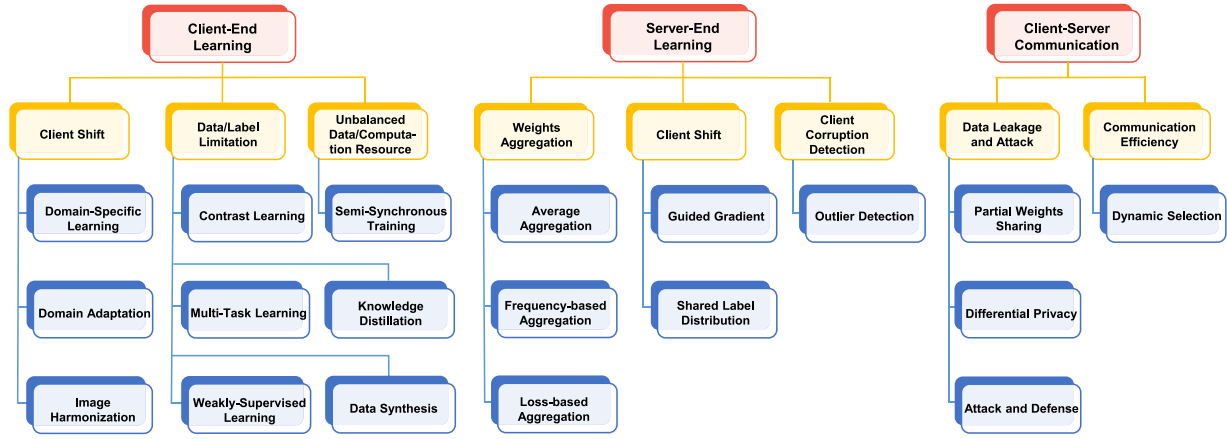 Client-End
Learning
Server-End
Learning
Client-Server
Communication
Client Shift
Data/Label
Limitation
Unbalanced
Data/Computa-
tion Resource
Weights
Aggregation
Client Shift
Client
Corruption
Detection
Data Leakage
and Attack
Communication
Efficiency
Domain-Specific
Learning
Contrast Learning
Semi-Synchronous
Training
Average
Aggregation
Guided Gradient
Outlier Detection
Partial Weights
Sharing
Dynamic Selection
Domain Adaptation
Multi-Task Learning
Knowledge
Distillation
Frequency-based
Aggregation
Shared Label
Distribution
Differential Privacy
Image
Harmonization
Weakly-Supervised
Learning
Data Synthesis
Loss-based
Aggregation
Attack and Defense